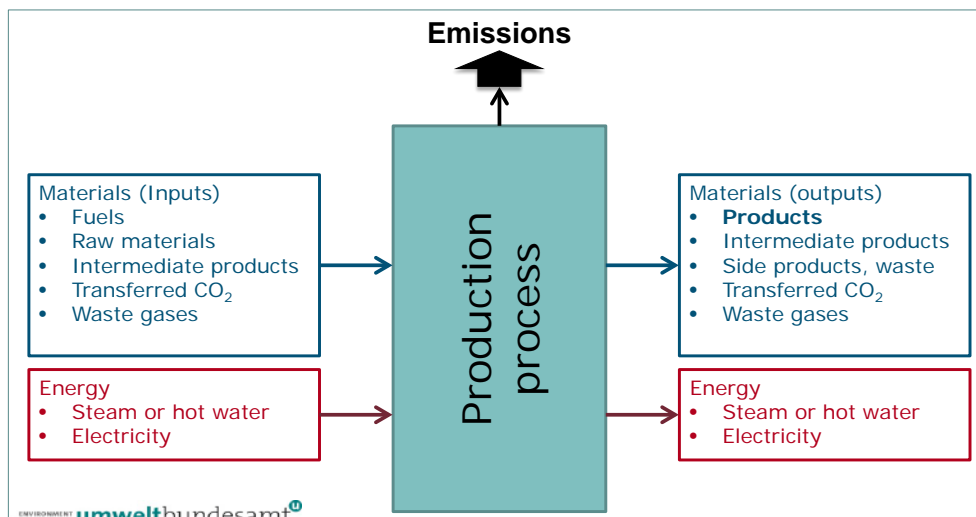 Emissions
Materials (Inputs)
• Fuels
• Raw materials
• Intermediate products
• Transferred CO₂
• Waste gases
Energy
• Steam or hot water
• Electricity
Production
process
Materials (outputs)
• Products
• Intermediate products
• Side products, waste
• Transferred CO₂
• Waste gases
Energy
• Steam or hot water
• Electricity
ENVIRONMENT umweltbundesamt U